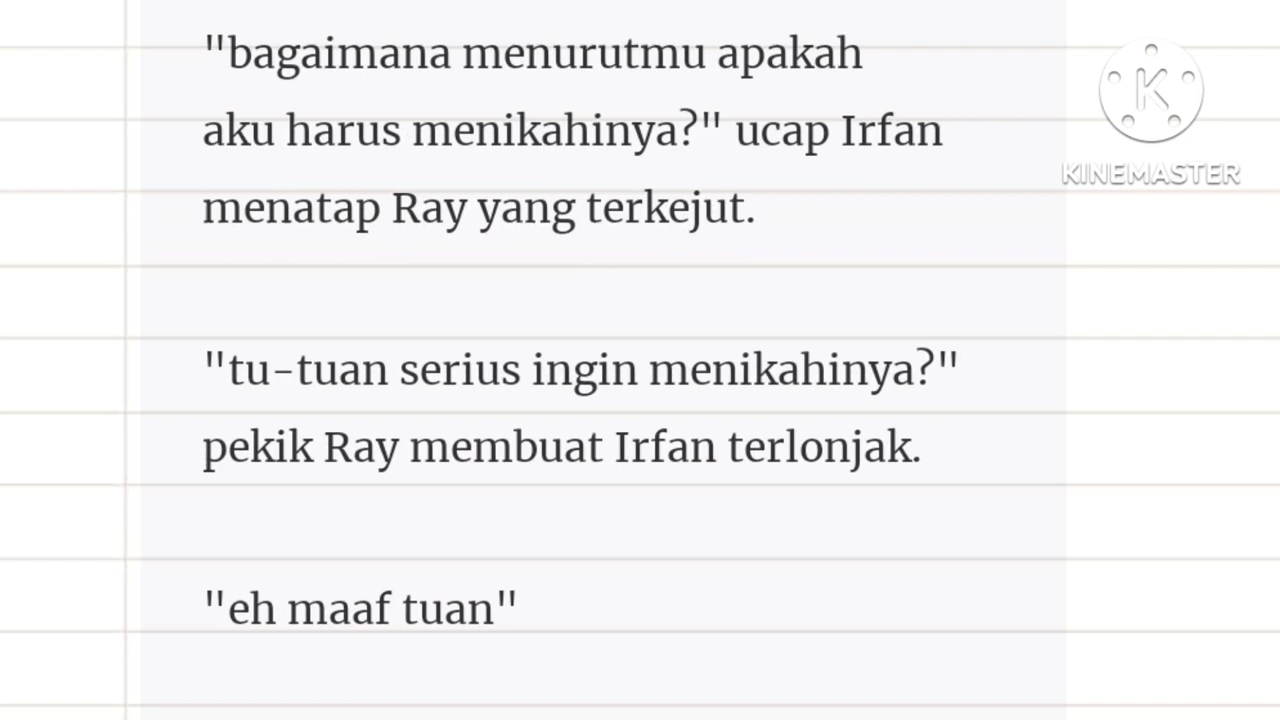 "bagaimana menurutmu apakah
aku harus menikahinya?" ucap Irfan
menatap Ray yang terkejut.
"tu-tuan serius ingin menikahinya?"
pekik Ray membuat Irfan terlonjak.
"eh maaf tuan"
K
KINEMASTER